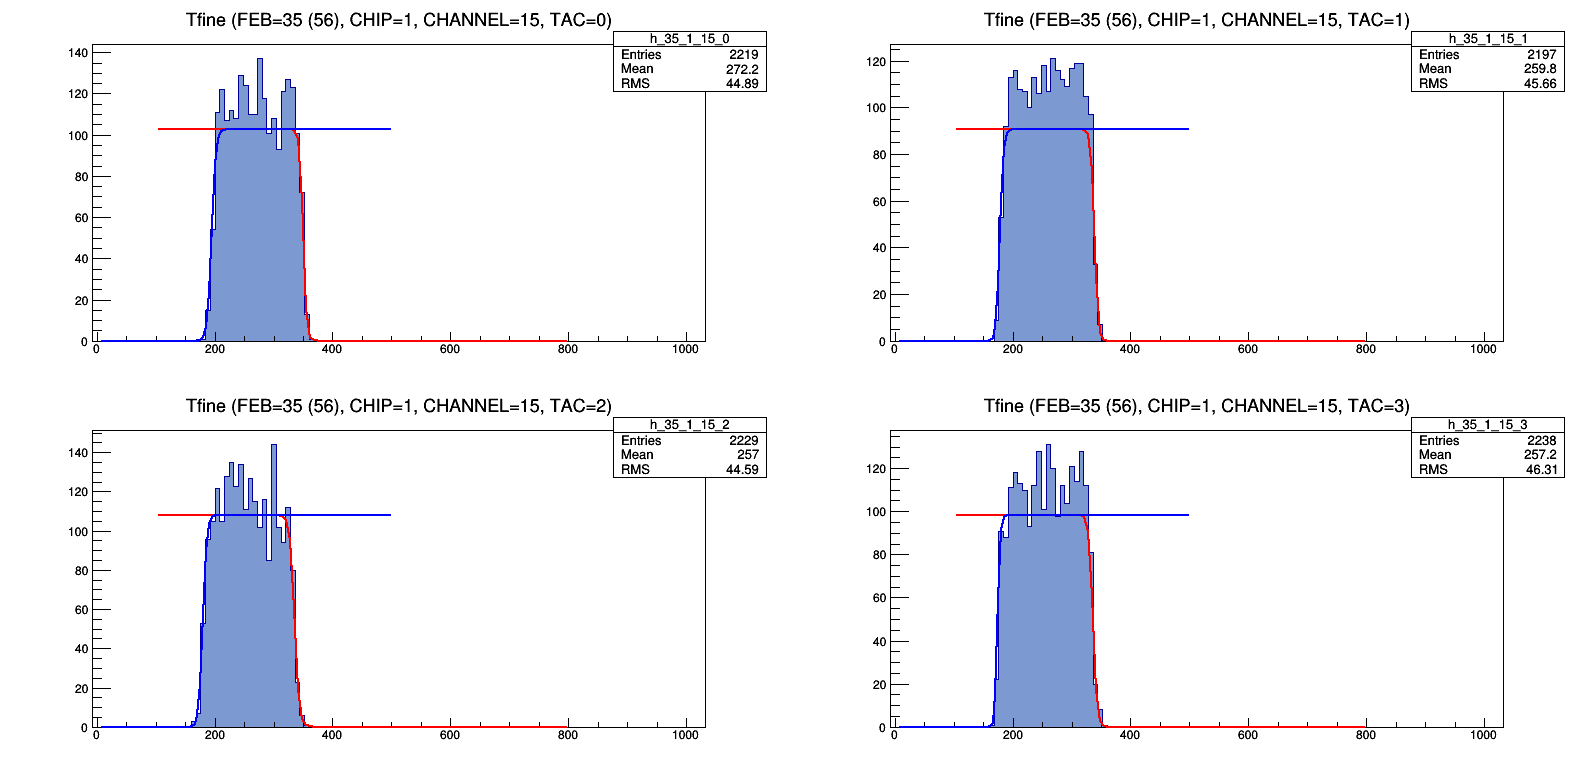 Tfine (FEB=35 (56), CHIP=1, CHANNEL=15, TAC=0)
h_35_1_15_0
Entries 2219
Mean 272.2
RMS 44.89
140
120
100
80
60
40
20
0
0 200 400 600 800 1000
Tfine (FEB=35 (56), CHIP=1, CHANNEL=15, TAC=1)
h_35_1_15_1
Entries 2197
Mean 259.8
RMS 45.66
120
100
80
60
40
20
0
0 200 400 600 800 1000
Tfine (FEB=35 (56), CHIP=1, CHANNEL=15, TAC=2)
h_35_1_15_2
Entries 2229
Mean 257
RMS 44.59
140
120
100
80
60
40
20
0
0 200 400 600 800 1000
Tfine (FEB=35 (56), CHIP=1, CHANNEL=15, TAC=3)
h_35_1_15_3
Entries 2238
Mean 257.2
RMS 46.31
120
100
80
60
40
20
0
0 200 400 600 800 1000